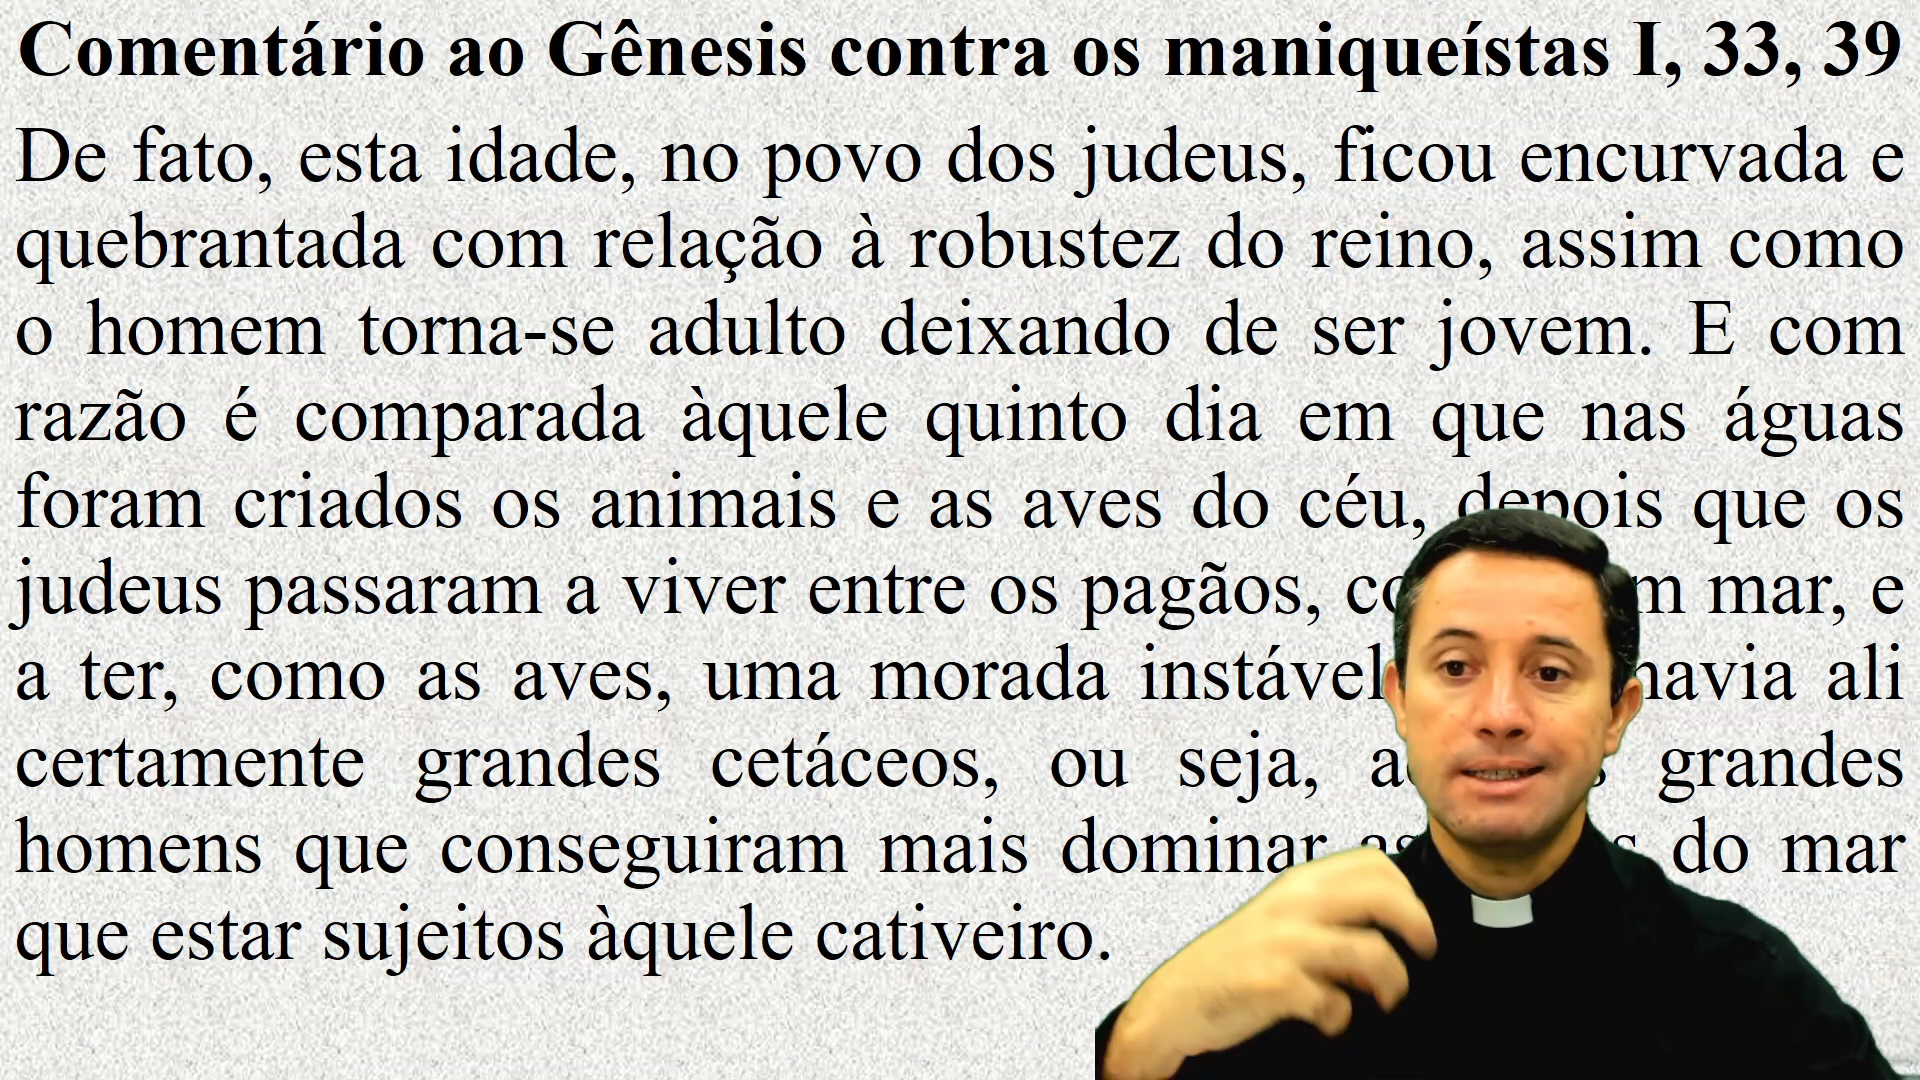 Comentário ao Gênesis contra os maniqueístas I, 33, 39
De fato, esta idade, no povo dos judeus, ficou encurvada e
quebrantada com relação à robustez do reino, assim como
o homem torna-se adulto deixando de ser jovem. E com
razão é comparada àquele quinto dia em que nas águas
foram criados os animais e as aves do céu, depois que os
judeus passaram a viver entre os pagãos, mar, e
a ter, como as aves, uma morada instável havia ali
certamente grandes cetáceos, ou seja, grandes
homens que conseguiram mais dominar do mar
que estar sujeitos àquele cativeiro.